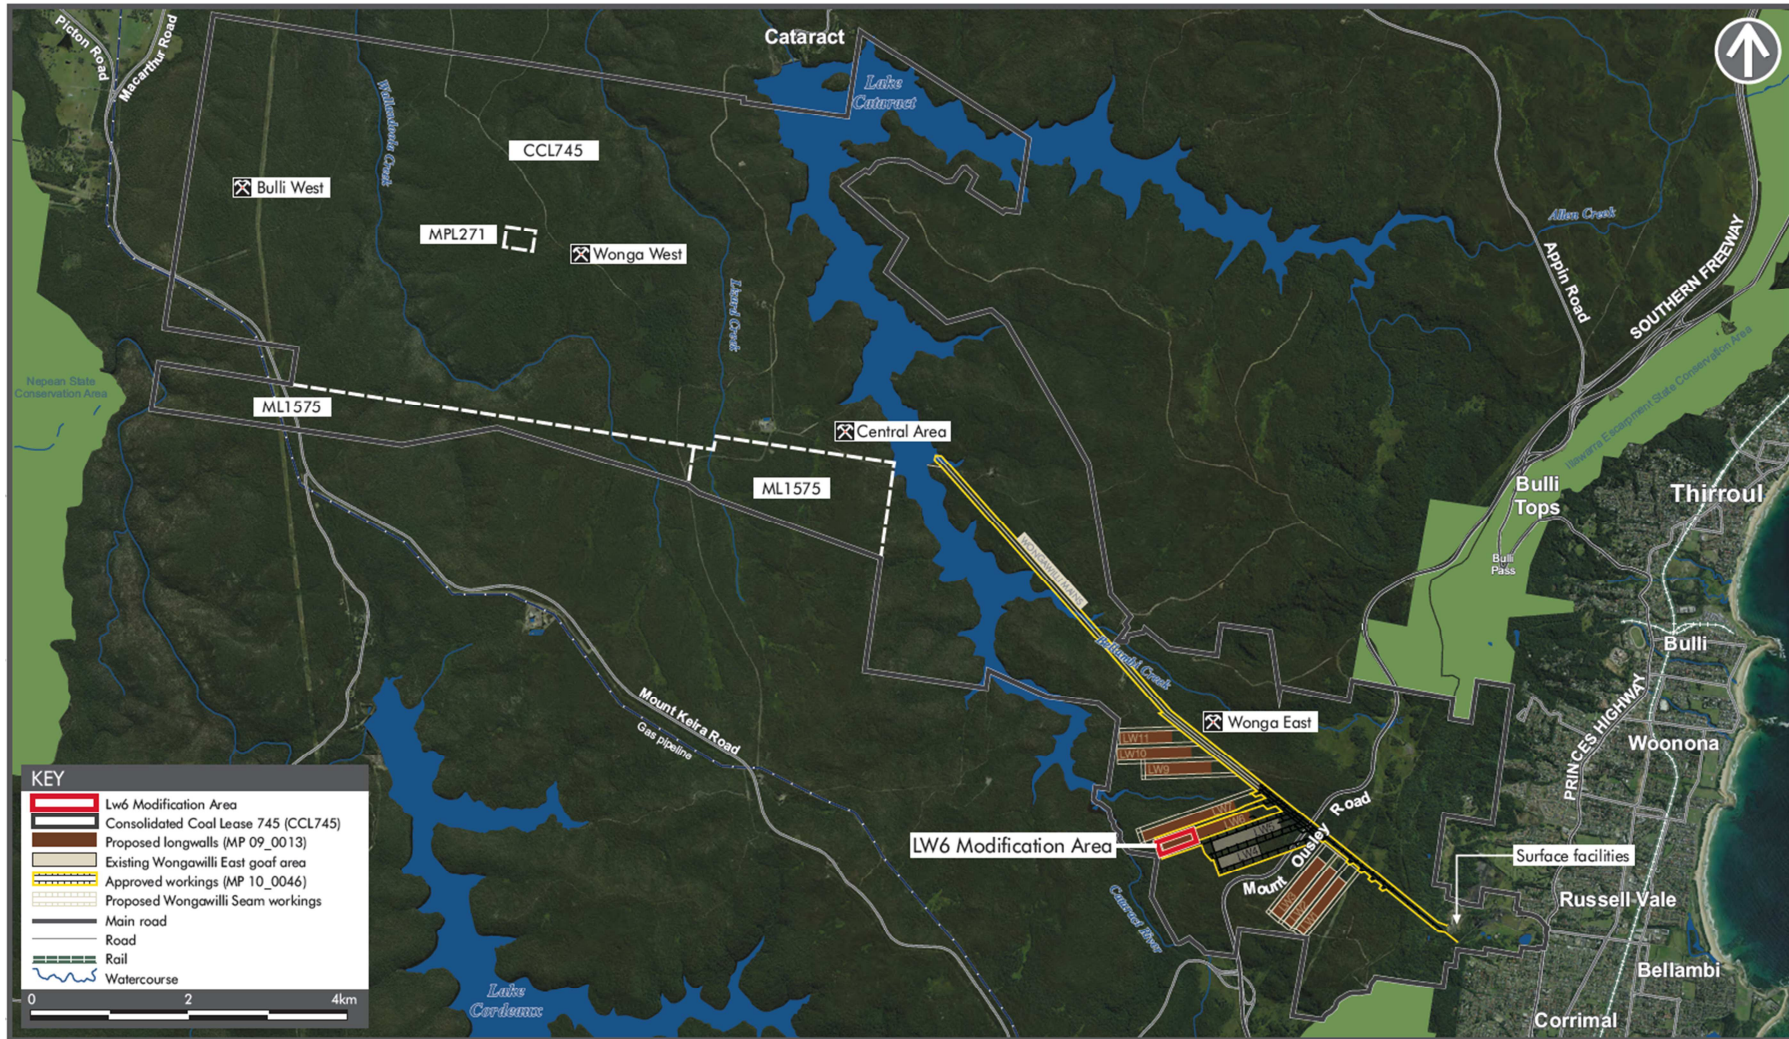 Picton Road
Macarthur Road
Cataract
Lake
Cataract
Wallandoola Creek
CCL745
Bulli West
MPL271
Wonga West
Lizard Creek
Allen Creek
Appin Road
SOUTHERN FREEWAY
Illawarra Escarpment State Conservation Area
Nepean State
Conservation Area
ML1575
Central Area
ML1575
WONGAWILLI MAINS
Bulli
Tops
Thirroul
Bulli
Pass
Bellambi Creek
Bulli
Mount Keira Road
Gas pipeline
Wonga East
PRINCES HIGHWAY
Woonona
LW11
LW10
LW9
LW7
LW6
LW5
LW4
Mount Ousley Road
LW6 Modification Area
Surface facilities
LW3
LW2
LW1
Cataract River
Russell Vale
Bellambi
Corrimal
Lake
Cordeaux
KEY
Lw6 Modification Area
Consolidated Coal Lease 745 (CCL745)
Proposed longwalls (MP 09_0013)
Existing Wongawilli East goaf area
Approved workings (MP 10_0046)
Proposed Wongawilli Seam workings
Main road
Road
Rail
Watercourse
0 2 4km